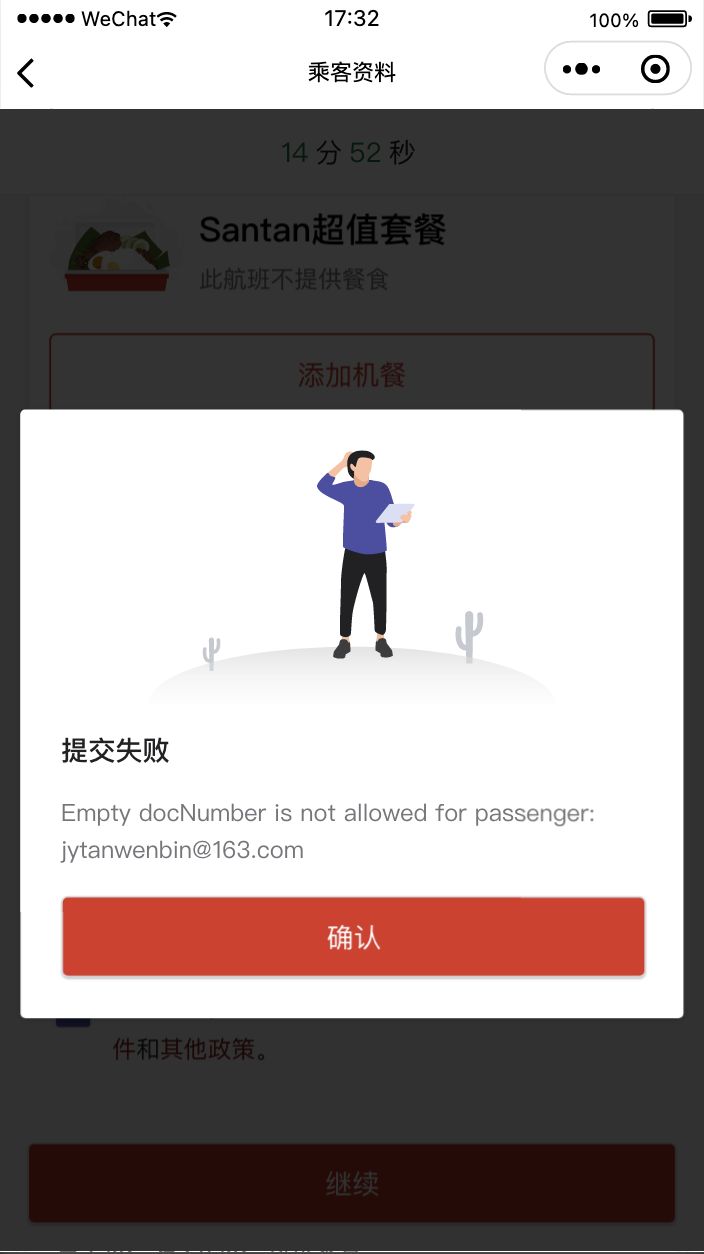 WeChat
17:32
100%
乘客资料
14 分 52 秒
Santan超值套餐
此航班不提供餐食
添加机餐
提交失败
Empty docNumber is not allowed for passenger:
jytanwenbin@163.com
确认
件和其他政策。
继续